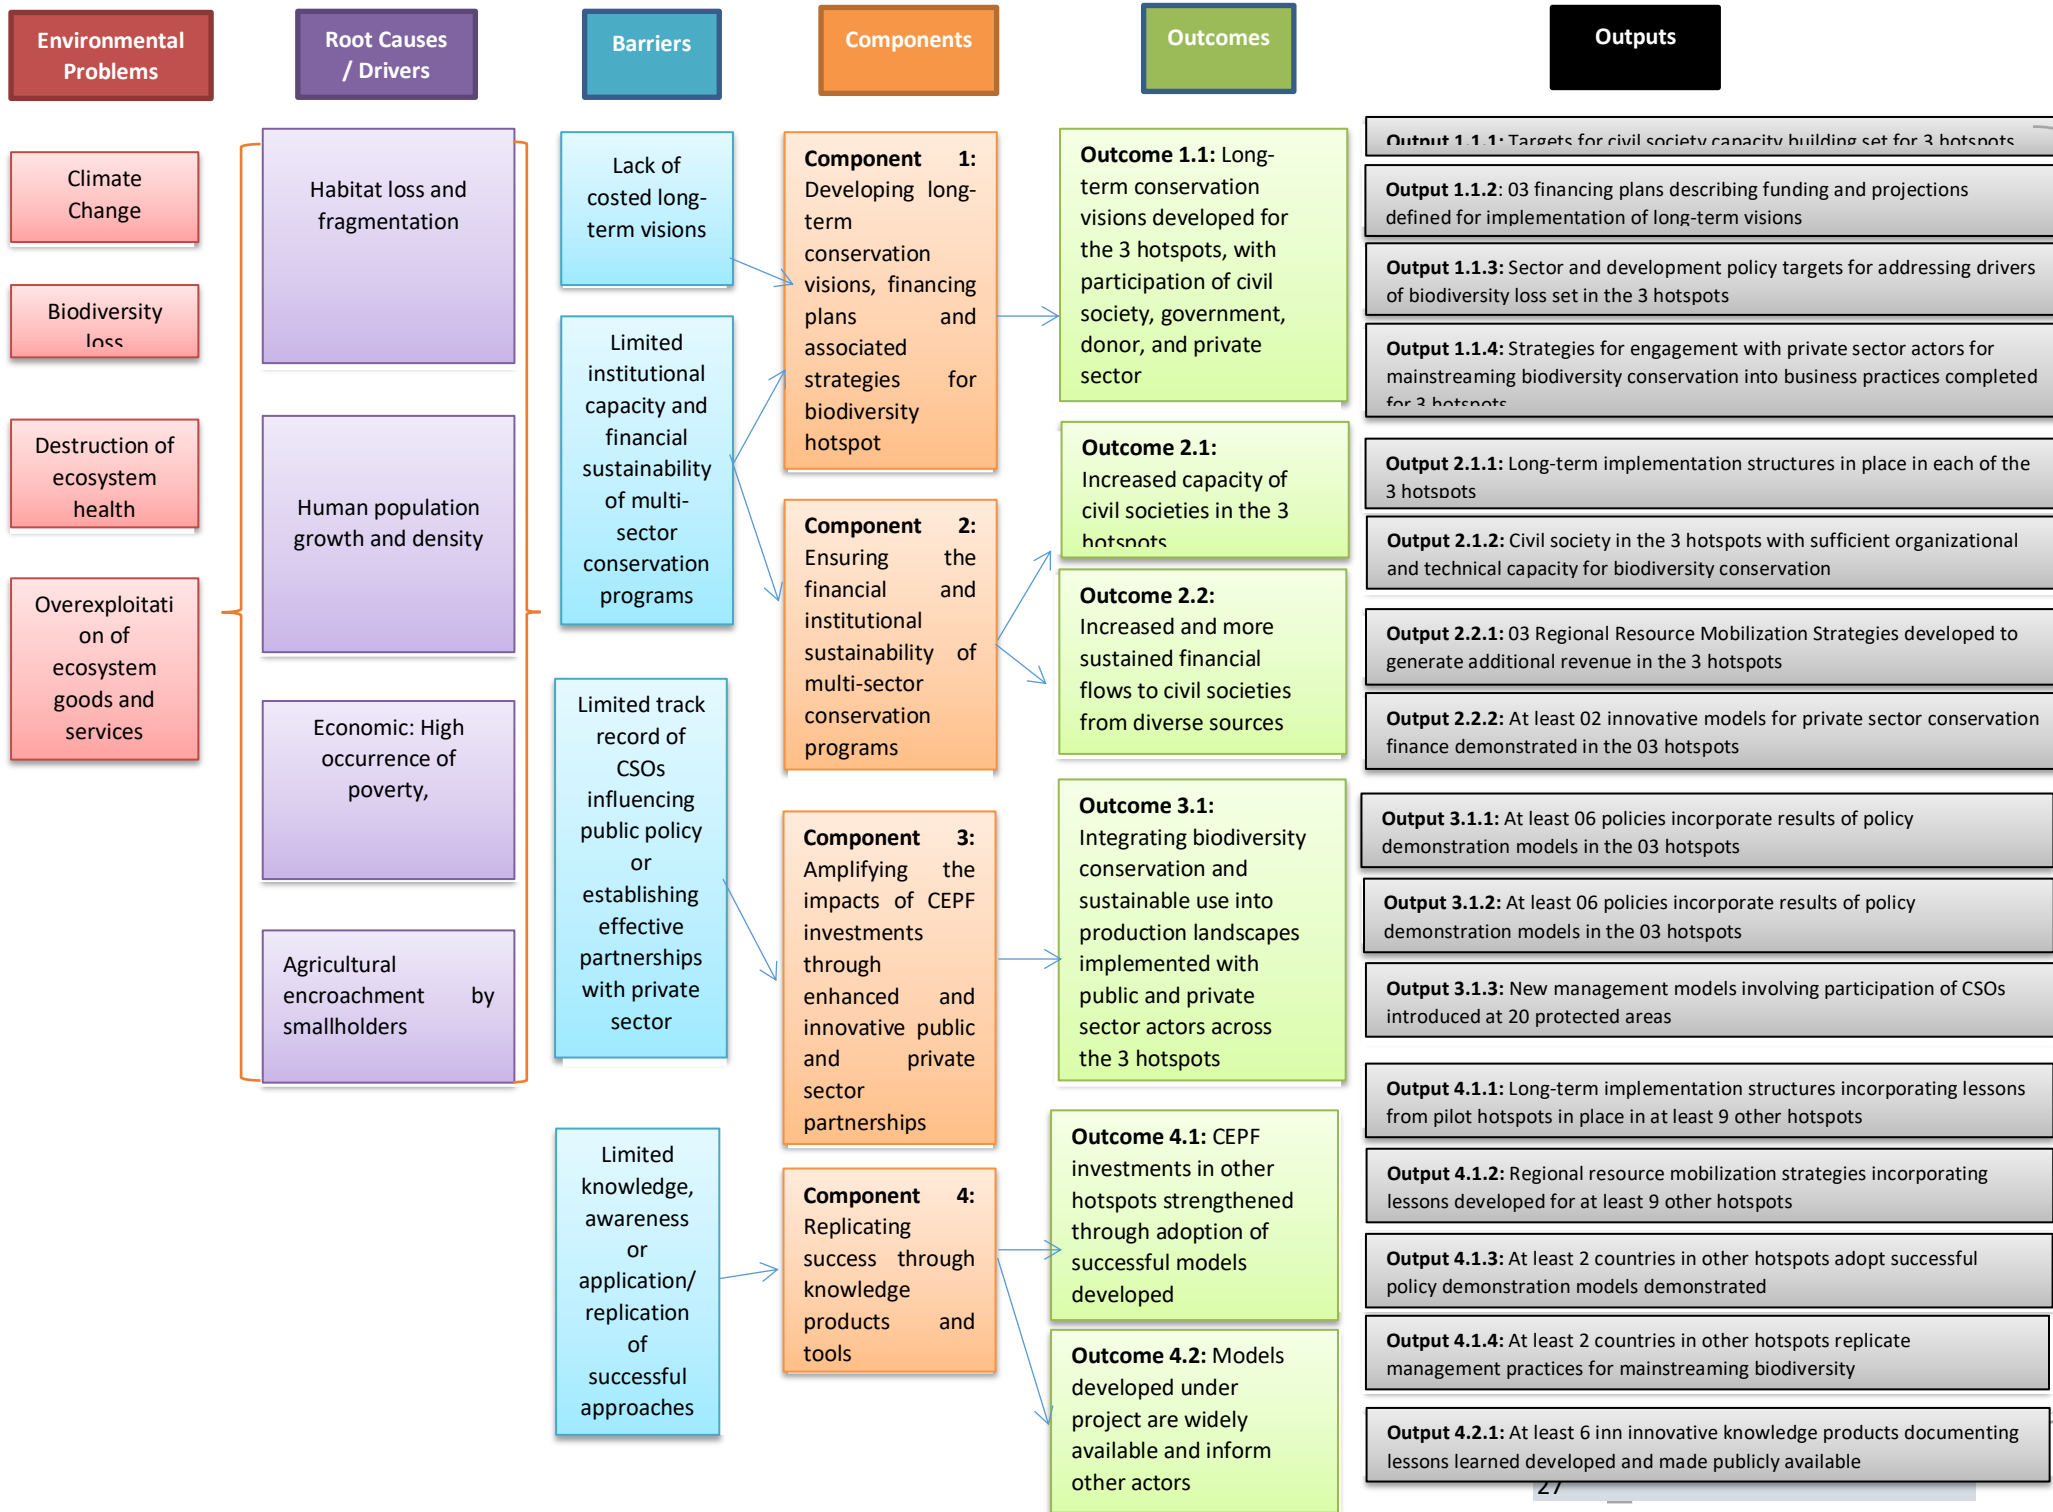 Environmental
Problems
Root Causes
/ Drivers
Barriers
Components
Outcomes
Outputs
Climate
Change
Biodiversity
loss
Destruction of
ecosystem
health
Overexploitati
on of
ecosystem
goods and
services
Habitat loss and
fragmentation
Human population
growth and density
Economic: High
occurrence of
poverty,
Agricultural
encroachment by
smallholders
Lack of
costed long-
term visions
Limited
institutional
capacity and
financial
sustainability
of multi-
sector
conservation
programs
Limited track
record of
CSOs
influencing
public policy
or
establishing
effective
partnerships
with private
sector
Limited
knowledge,
awareness
or
application/
replication
of
successful
approaches
Component 1:
Developing long-
term
conservation
visions, financing
plans and
associated
strategies for
biodiversity
hotspot
Component 2:
Ensuring the
financial and
institutional
sustainability of
multi-sector
conservation
programs
Component 3:
Amplifying the
impacts of CEPF
investments
through
enhanced and
innovative public
and private
sector
partnerships
Component 4:
Replicating
success through
knowledge
products and
tools
Outcome 1.1: Long-
term conservation
visions developed for
the 3 hotspots, with
participation of civil
society, government,
donor, and private
sector
Outcome 2.1:
Increased capacity of
civil societies in the 3
hotspots
Outcome 2.2:
Increased and more
sustained financial
flows to civil societies
from diverse sources
Outcome 3.1:
Integrating biodiversity
conservation and
sustainable use into
production landscapes
implemented with
public and private
sector actors across
the 3 hotspots
Outcome 4.1: CEPF
investments in other
hotspots strengthened
through adoption of
successful models
developed
Outcome 4.2: Models
developed under
project are widely
available and inform
other actors
Output 1.1.1: Targets for civil society capacity building set for 3 hotspots
Output 1.1.2: 03 financing plans describing funding and projections
defined for implementation of long-term visions
Output 1.1.3: Sector and development policy targets for addressing drivers
of biodiversity loss set in the 3 hotspots
Output 1.1.4: Strategies for engagement with private sector actors for
mainstreaming biodiversity conservation into business practices completed
for 3 hotspots
Output 2.1.1: Long-term implementation structures in place in each of the
3 hotspots
Output 2.1.2: Civil society in the 3 hotspots with sufficient organizational
and technical capacity for biodiversity conservation
Output 2.2.1: 03 Regional Resource Mobilization Strategies developed to
generate additional revenue in the 3 hotspots
Output 2.2.2: At least 02 innovative models for private sector conservation
finance demonstrated in the 03 hotspots
Output 3.1.1: At least 06 policies incorporate results of policy
demonstration models in the 03 hotspots
Output 3.1.2: At least 06 policies incorporate results of policy
demonstration models in the 03 hotspots
Output 3.1.3: New management models involving participation of CSOs
introduced at 20 protected areas
Output 4.1.1: Long-term implementation structures incorporating lessons
from pilot hotspots in place in at least 9 other hotspots
Output 4.1.2: Regional resource mobilization strategies incorporating
lessons developed for at least 9 other hotspots
Output 4.1.3: At least 2 countries in other hotspots adopt successful
policy demonstration models demonstrated
Output 4.1.4: At least 2 countries in other hotspots replicate
management practices for mainstreaming biodiversity
Output 4.2.1: At least 6 inn innovative knowledge products documenting
lessons learned developed and made publicly available
27